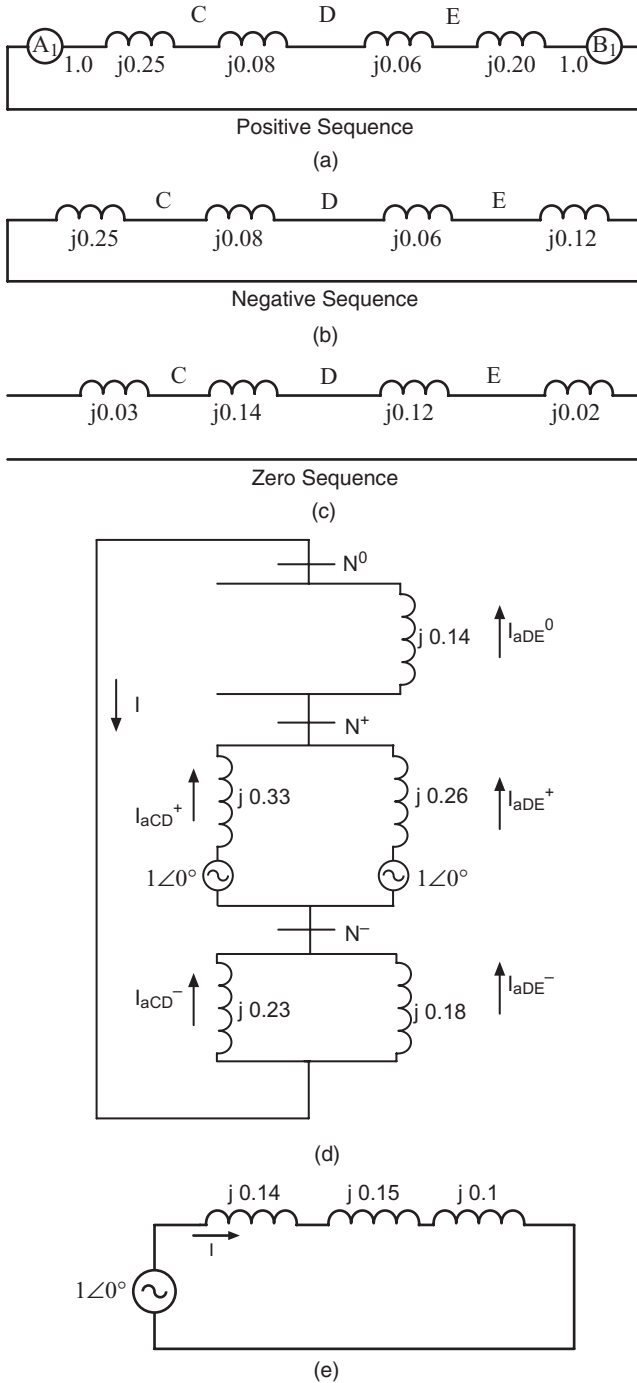 C D E
A₁ B₁
1.0 j0.25 j0.08 j0.06 j0.20 1.0
Positive Sequence
(a)
C D E
j0.25 j0.08 j0.06 j0.12
Negative Sequence
(b)
C D E
j0.03 j0.14 j0.12 j0.02
Zero Sequence
(c)
N⁰
j 0.14 IaDE⁰
I
N⁺
IaCD⁺ j 0.33 j 0.26 IaDE⁺
1∠0° 1∠0°
N⁻
IaCD⁻ j 0.23 j 0.18 IaDE⁻
(d)
j 0.14 j 0.15 j 0.1
I
1∠0°
(e)